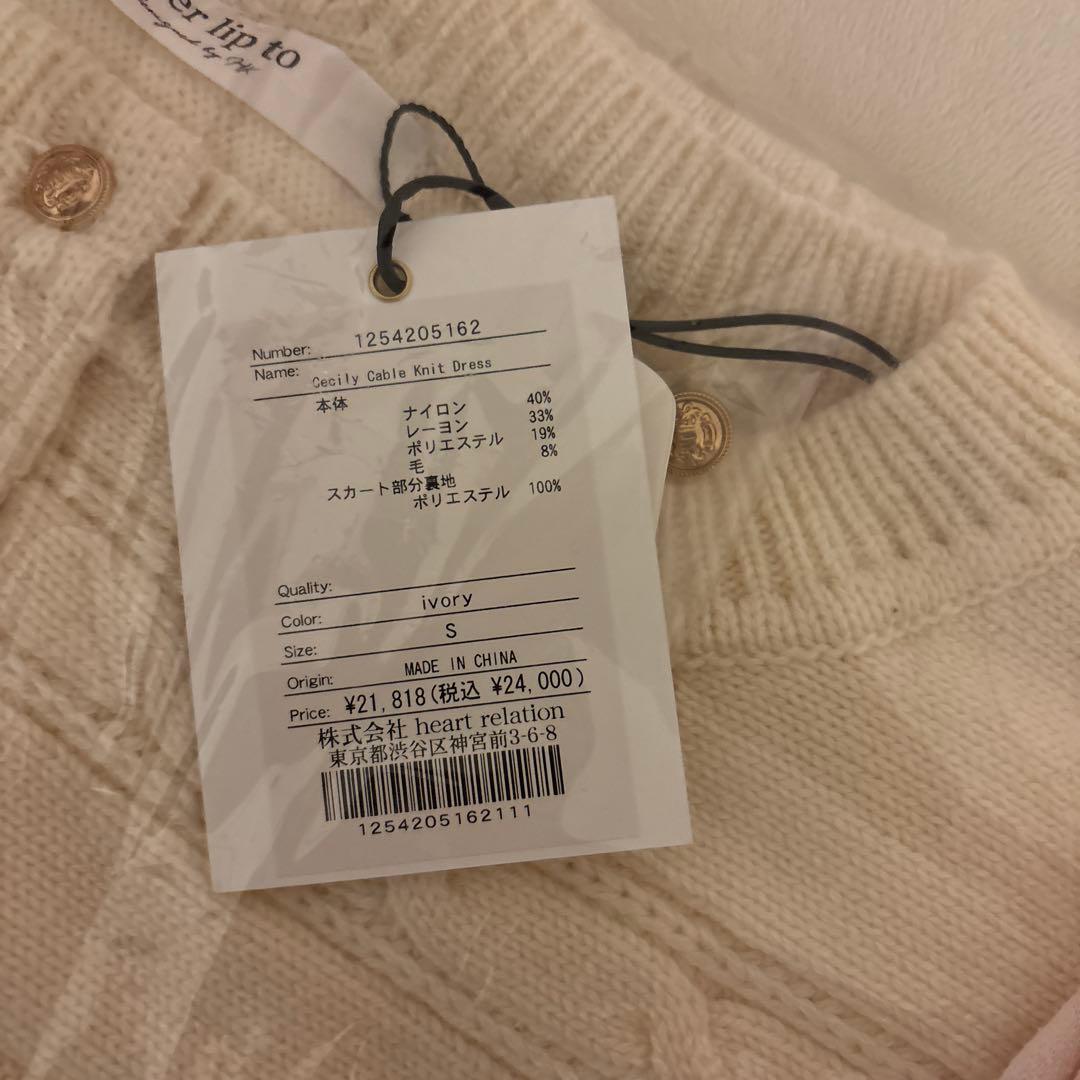 er lip to
Designed by
Number: 1254205162
Name: Cecily Cable Knit Dress
本体
ナイロン 40%
レーヨン 33%
ポリエステル 19%
毛 8%
スカート部分裏地
ポリエステル 100%
Quality:
Color: ivory
Size: S
Origin: MADE IN CHINA
Price: ¥21,818(税込 ¥24,000)
株式会社 heart relation
東京都渋谷区神宮前3-6-8
1254205162111